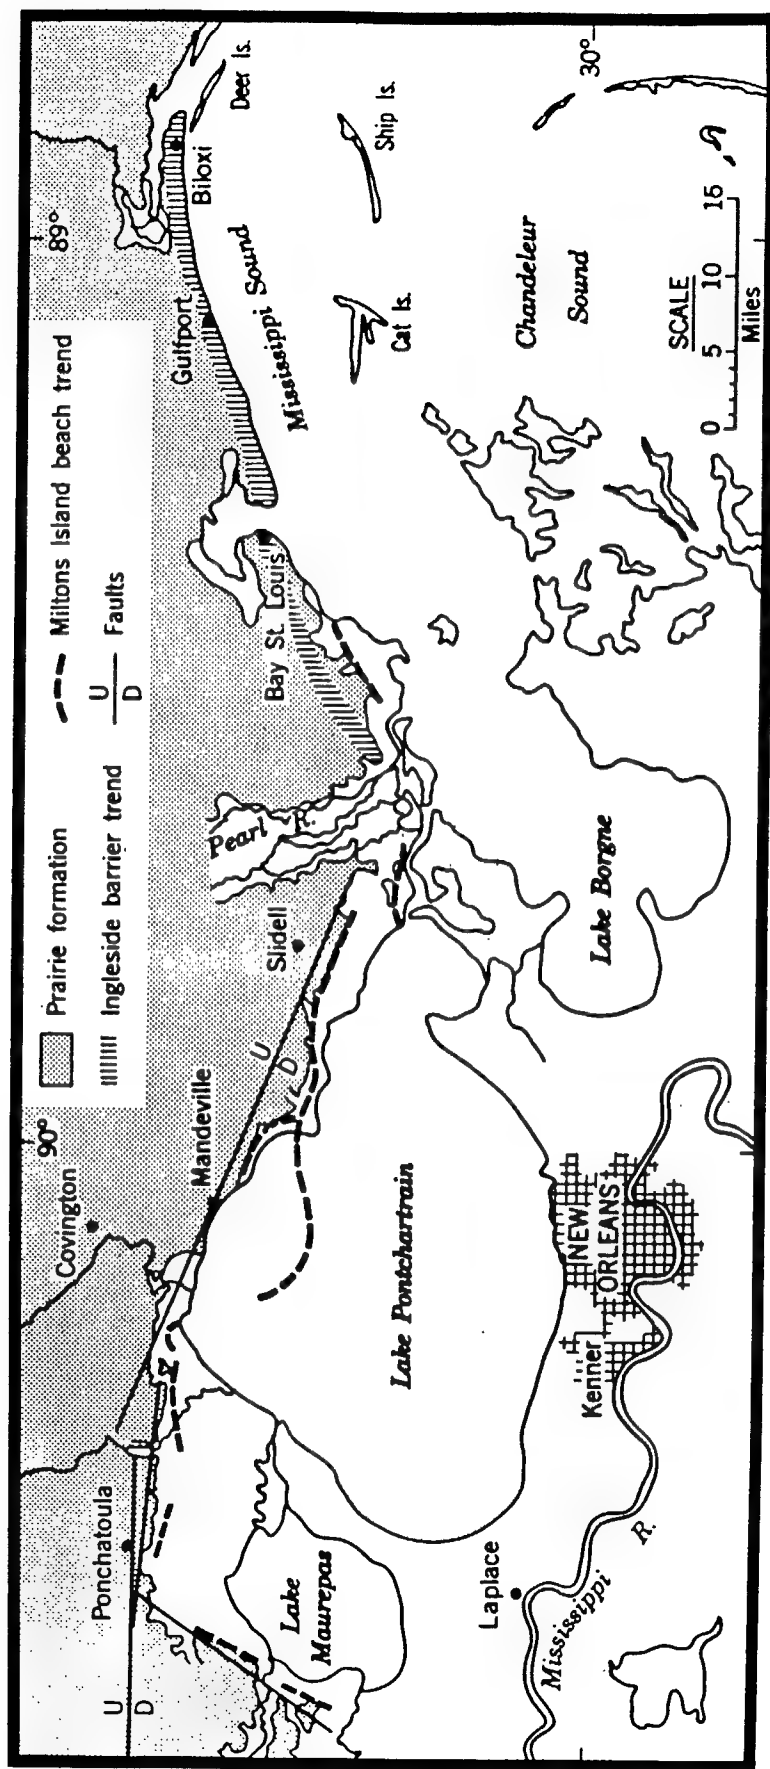 Prairie formation
Ingleside barrier trend
Miltons Island beach trend
U
D
Faults
90°
89°
30°
Covington
Mandeville
Ponchatoula
Slidell
Pearl R.
Bay St. Louis
Gulfport
Biloxi
Deer Is.
Ship Is.
Cat Is.
Mississippi Sound
Chandeleur
Sound
U
D
U
D
Lake
Maurepas
Lake Pontchartrain
Lake Borgne
Laplace
Kenner
NEW
ORLEANS
Mississippi R.
SCALE
0 5 10 15
Miles